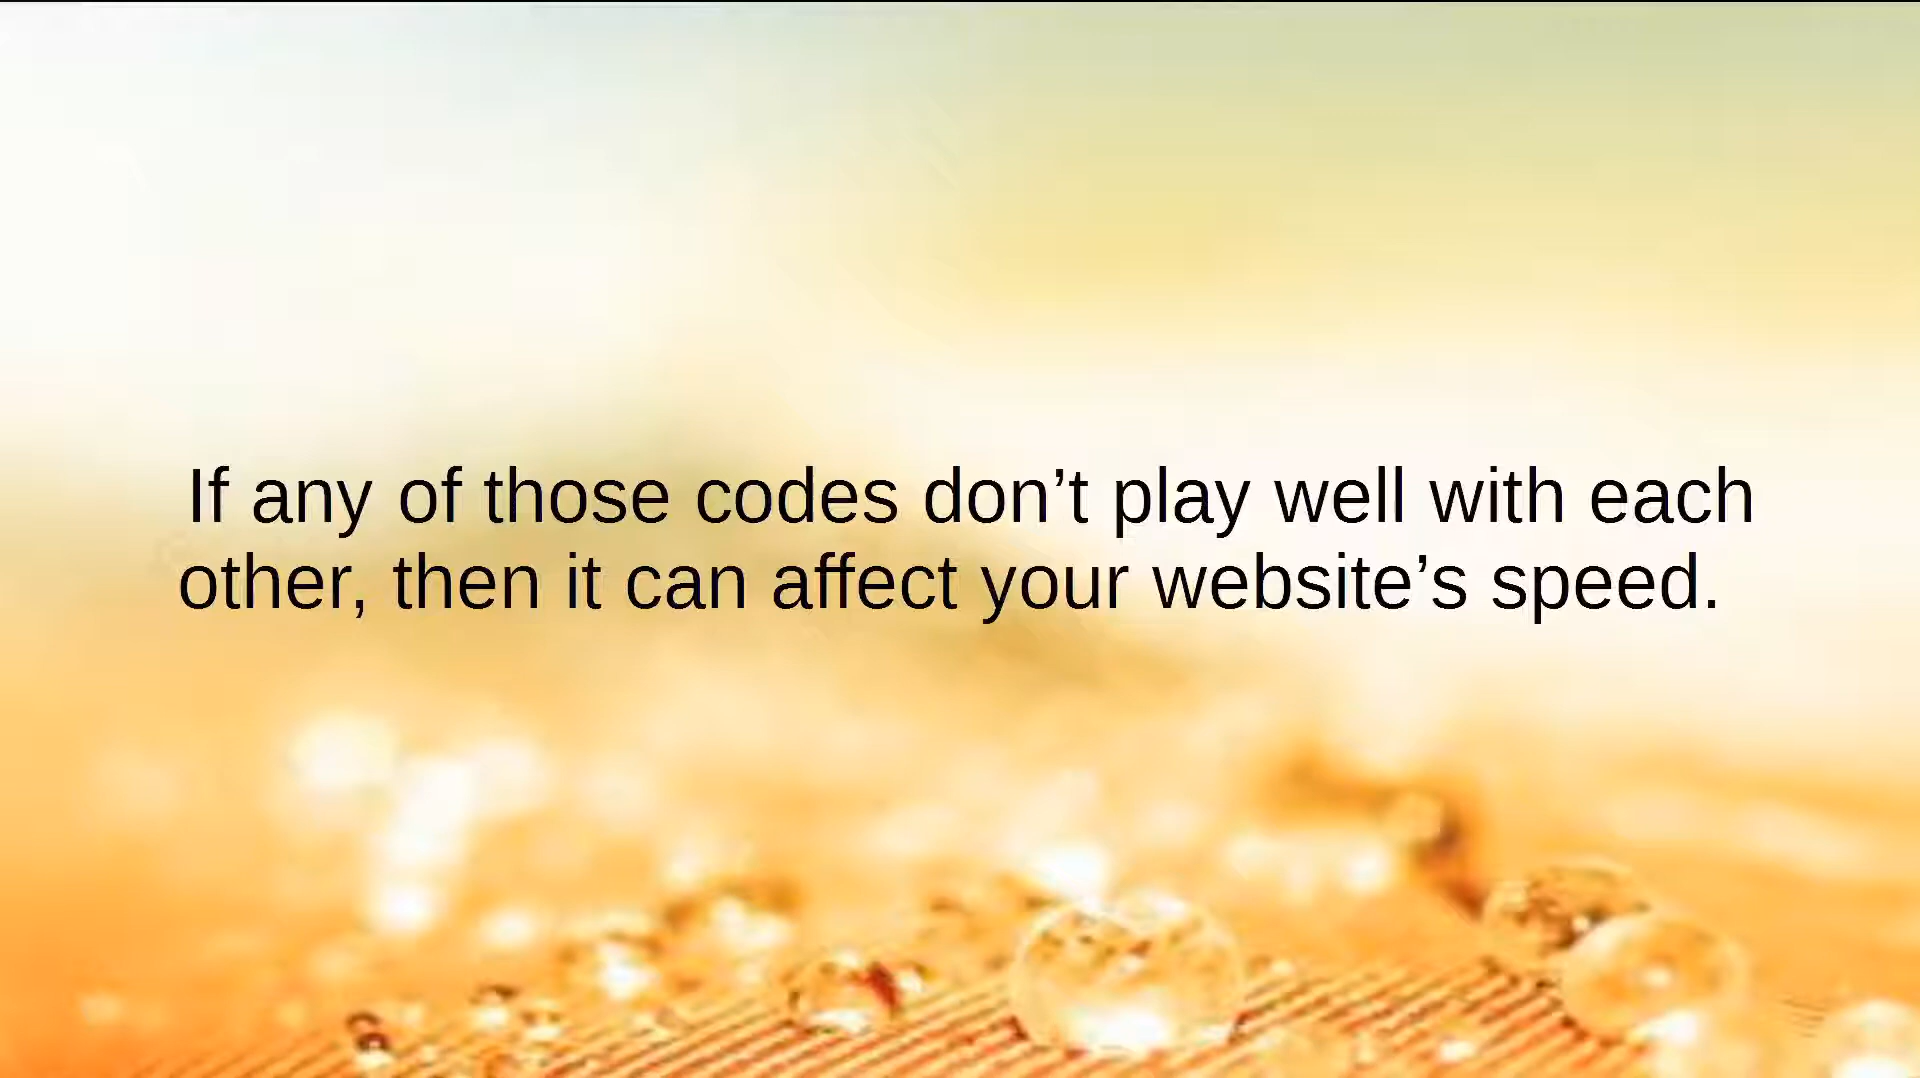 If any of those codes don’t play well with each
other, then it can affect your website’s speed.